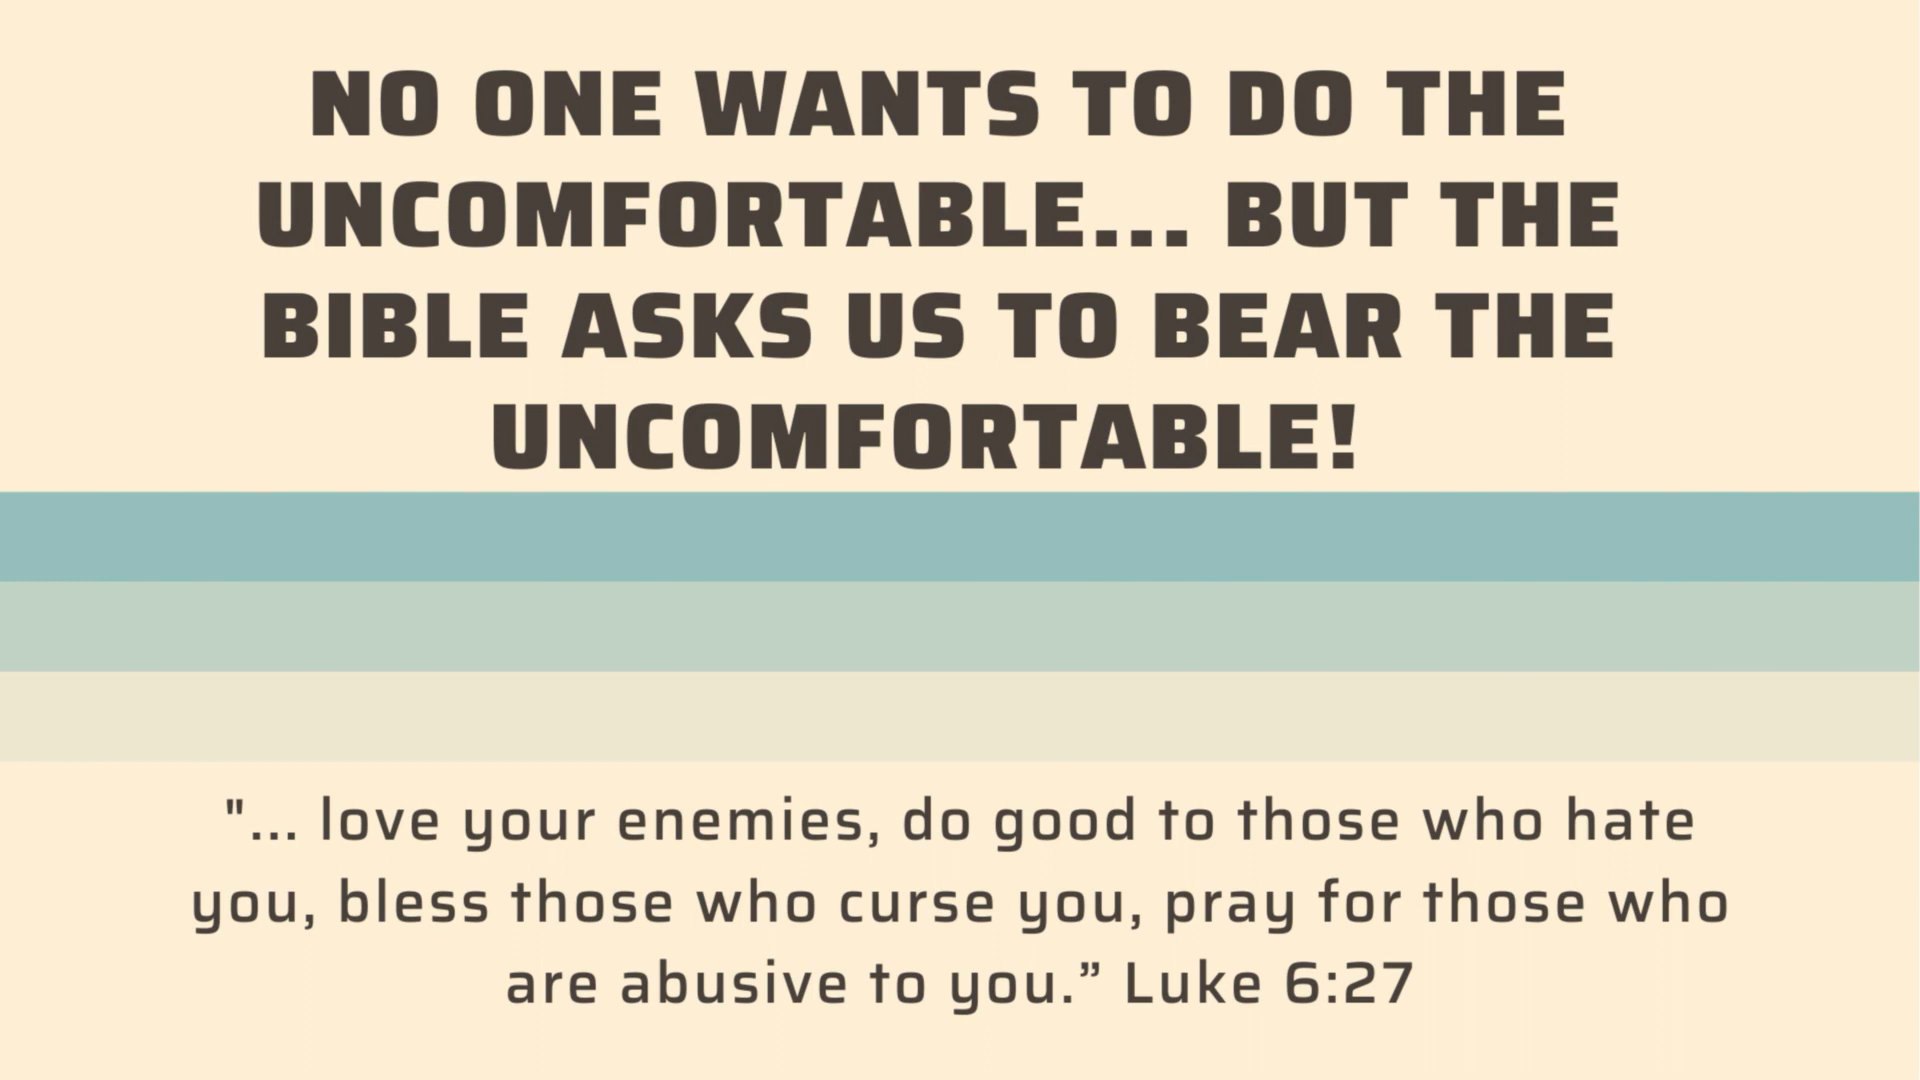 NO ONE WANTS TO DO THE
UNCOMFORTABLE... BUT THE
BIBLE ASKS US TO BEAR THE
UNCOMFORTABLE!
"... love your enemies, do good to those who hate
you, bless those who curse you, pray for those who
are abusive to you.” Luke 6:27